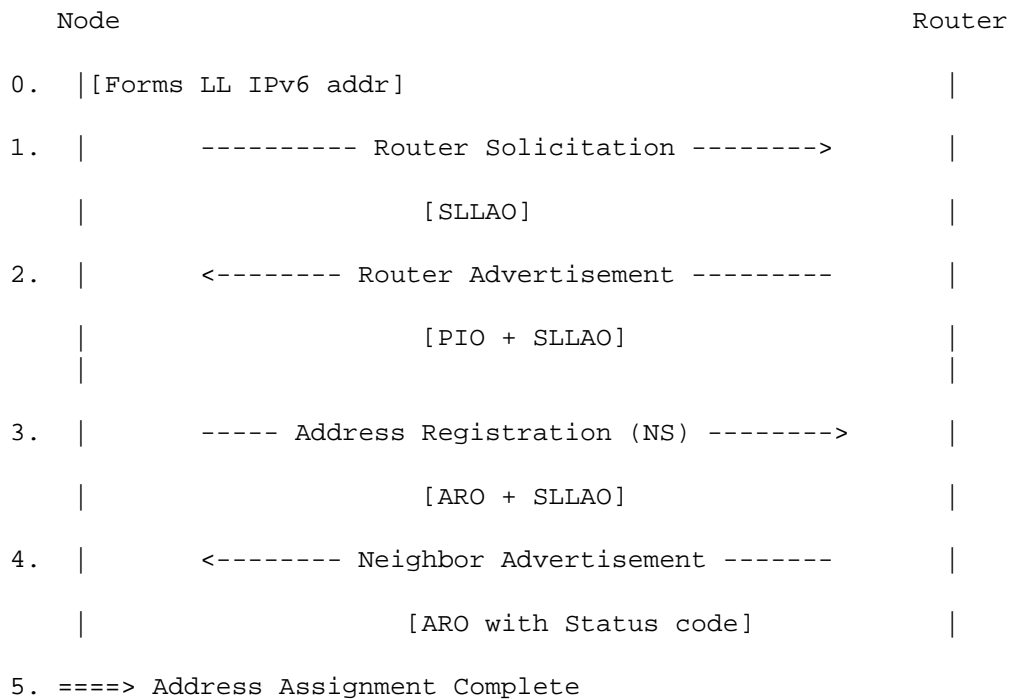 Node Router
0. |[Forms LL IPv6 addr] |
1. | ---------- Router Solicitation --------> |
| [SLLAO] |
2. | <-------- Router Advertisement --------- |
| [PIO + SLLAO] |
| |
3. | ----- Address Registration (NS) --------> |
| [ARO + SLLAO] |
4. | <-------- Neighbor Advertisement ------- |
| [ARO with Status code] |
5. ====> Address Assignment Complete